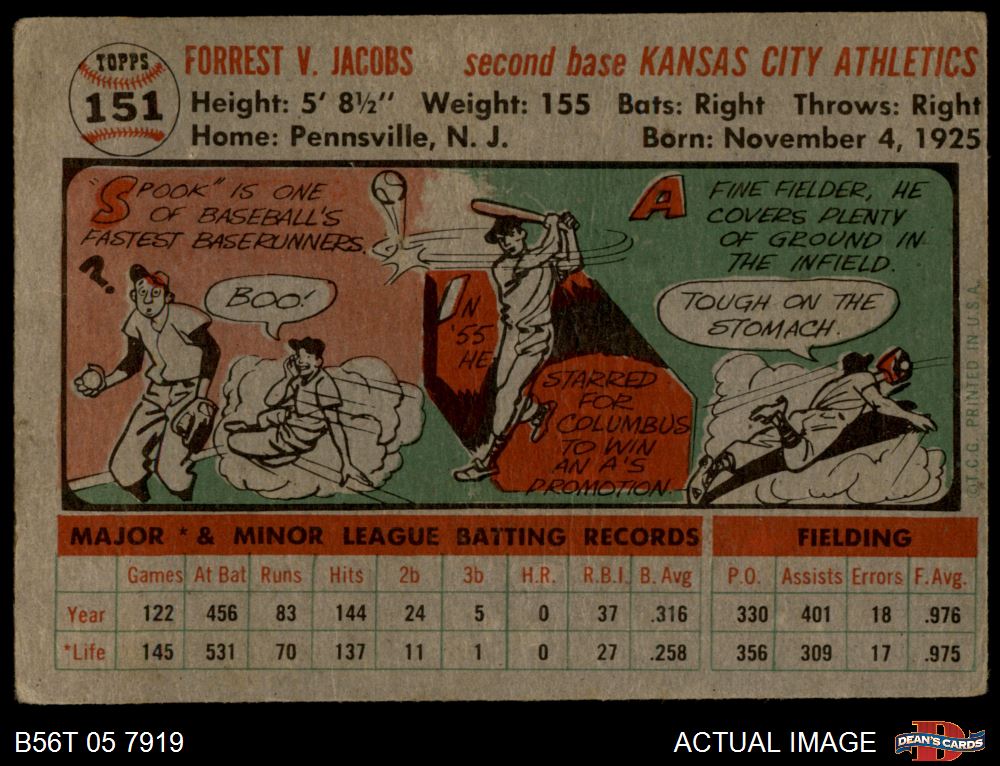 TOPPS
151
FORREST V. JACOBS second base KANSAS CITY ATHLETICS
Height: 5' 8½" Weight: 155 Bats: Right Throws: Right
Home: Pennsville, N. J. Born: November 4, 1925
"SPOOK" IS ONE
OF BASEBALL'S
FASTEST BASERUNNERS.
?
BOO!
IN
'55
HE
STARRED
FOR
COLUMBUS
TO WIN
AN A'S
PROMOTION.
A FINE FIELDER, HE
COVERS PLENTY
OF GROUND IN
THE INFIELD.
TOUGH ON THE
STOMACH.
©T.C.G. PRINTED IN U.S.A.
MAJOR * & MINOR LEAGUE BATTING RECORDS FIELDING
Games At Bat Runs Hits 2b 3b H.R. R.B.I. B. Avg P.O. Assists Errors F.Avg.
Year 122 456 83 144 24 5 0 37 .316 330 401 18 .976
*Life 145 531 70 137 11 1 0 27 .258 356 309 17 .975
B56T 05 7919 ACTUAL IMAGE DEAN'S CARDS